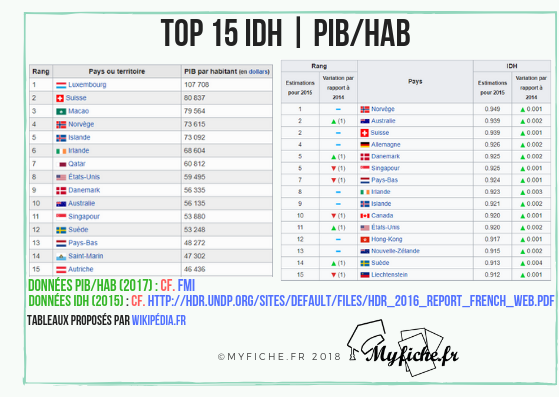 TOP 15 IDH | PIB/HAB
Rang Pays ou territoire PIB par habitant (en dollars)
1 Luxembourg 107 708
2 Suisse 80 837
3 Macao 79 564
4 Norvège 73 615
5 Islande 73 092
6 Irlande 68 604
7 Qatar 60 812
8 États-Unis 59 495
9 Danemark 56 335
10 Australie 56 135
11 Singapour 53 880
12 Suède 53 248
13 Pays-Bas 48 272
14 Saint-Marin 47 302
15 Autriche 46 436
Rang Pays IDH
Estimations pour 2015 Variation par rapport à 2014 Estimations pour 2015 Variation par rapport à 2014
1 – Norvège 0.949 ▲ 0.001
2 ▲ (1) Australie 0.939 ▲ 0.002
2 – Suisse 0.939 ▲ 0.001
4 – Allemagne 0.926 ▲ 0.002
5 ▲ (1) Danemark 0.925 ▲ 0.002
5 ▼ (1) Singapour 0.925 ▲ 0.001
7 ▼ (1) Pays-Bas 0.924 ▲ 0.001
8 – Irlande 0.923 ▲ 0.003
9 – Islande 0.921 ▲ 0.002
10 ▼ (1) Canada 0.920 ▲ 0.001
11 ▲ (1) États-Unis 0.920 ▲ 0.002
12 – Hong-Kong 0.917 ▲ 0.001
13 – Nouvelle-Zélande 0.915 ▲ 0.002
14 ▲ (1) Suède 0.913 ▲ 0.004
15 ▼ (1) Liechtenstein 0.912 ▲ 0.001
DONNÉES PIB/HAB (2017) : CF. FMI
DONNÉES IDH (2015) : CF. HTTP://HDR.UNDP.ORG/SITES/DEFAULT/FILES/HDR_2016_REPORT_FRENCH_WEB.PDF
TABLEAUX PROPOSÉS PAR WIKIPÉDIA.FR
©MYFICHE.FR 2018
Myfiche.fr